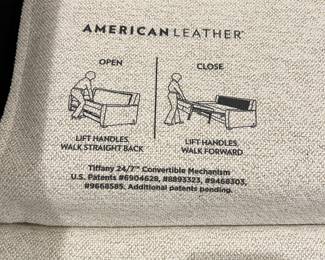 AMERICAN LEATHER®
OPEN
CLOSE
LIFT HANDLES,
WALK STRAIGHT BACK
LIFT HANDLES,
WALK FORWARD
Tiffany 24/7™ Convertible Mechanism
U.S. Patents #6904628, #8893323, #9468303,
#9668585. Additional patents pending.